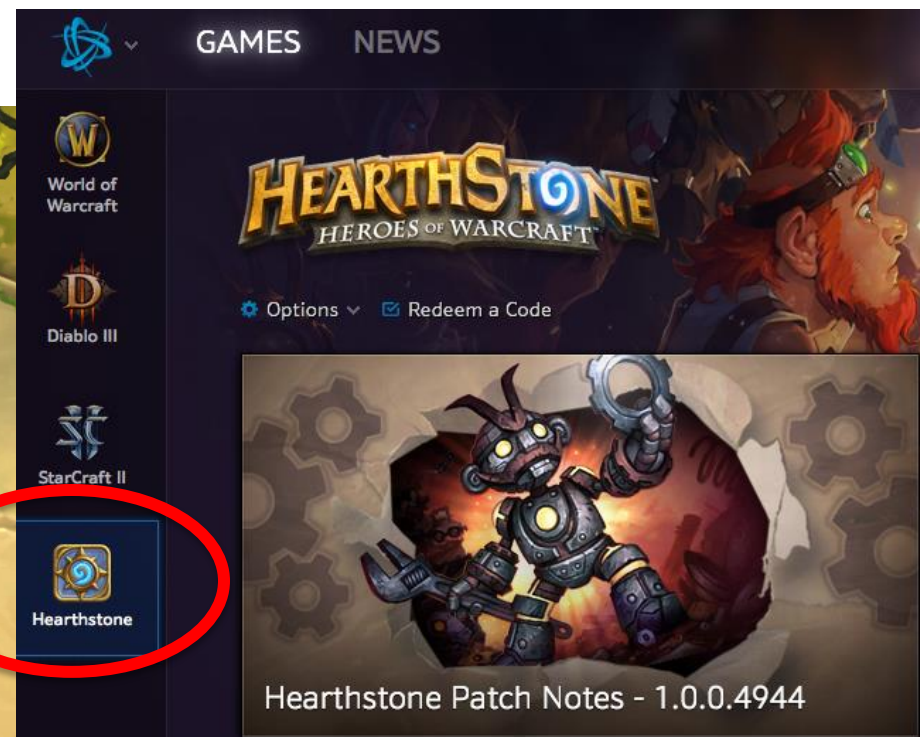 GAMES NEWS
World of
Warcraft
Diablo III
StarCraft II
Hearthstone
HEARTHSTONE
HEROES OF WARCRAFT™
Options Redeem a Code
Hearthstone Patch Notes - 1.0.0.4944